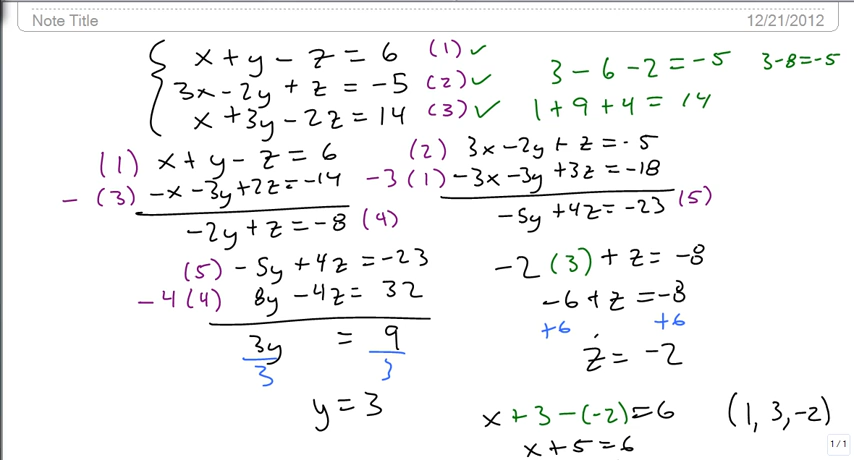 Note Title 12/21/2012
x + y - z = 6 (1) ✓
3x - 2y + z = -5 (2) ✓
x + 3y - 2z = 14 (3) ✓
3 - 6 - 2 = -5 3 - 8 = -5
1 + 9 + 4 = 14
(1) x + y - z = 6
- (3) -x - 3y + 2z = -14
-2y + z = -8 (4)
(2) 3x - 2y + z = -5
-3 (1) -3x - 3y + 3z = -18
-5y + 4z = -23 (5)
(5) -5y + 4z = -23
-4 (4) 8y - 4z = 32
3y = 9
3 3
y = 3
-2 (3) + z = -8
-6 + z = -8
+6 +6
z = -2
x + 3 - (-2) = 6 (1, 3, -2)
x + 5 = 6
1 / 1